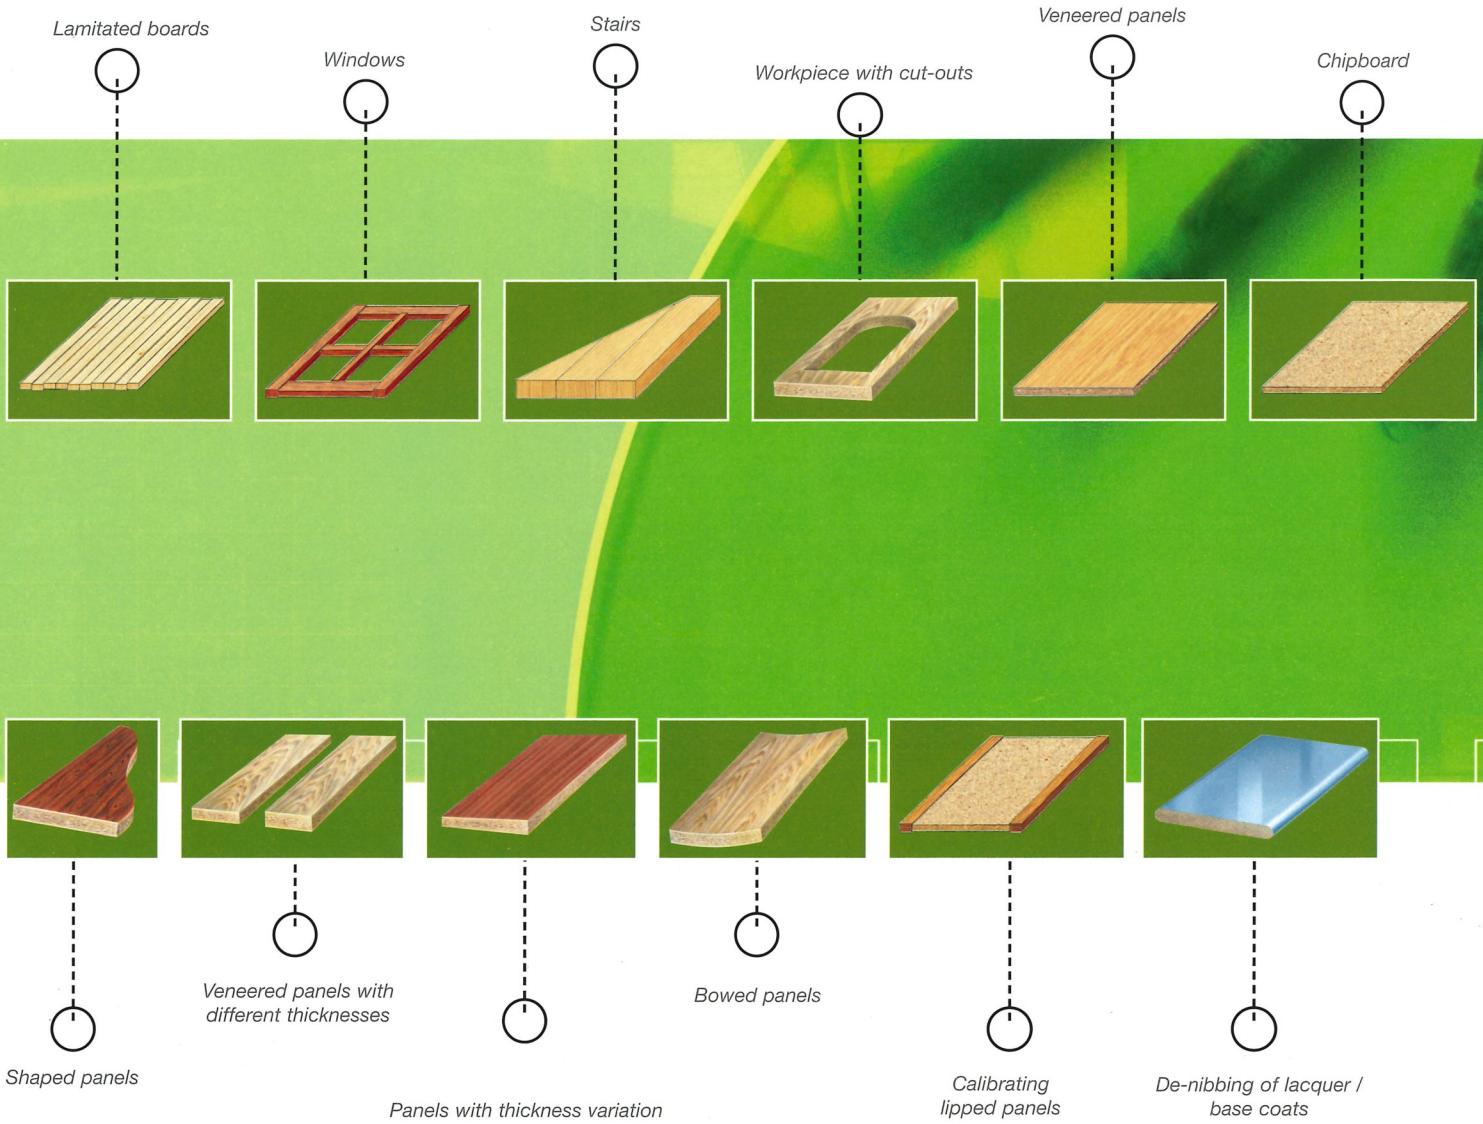 Lamitated boards
Windows
Stairs
Workpiece with cut-outs
Veneered panels
Chipboard
Shaped panels
Veneered panels with
different thicknesses
Panels with thickness variation
Bowed panels
Calibrating
lipped panels
De-nibbing of lacquer /
base coats